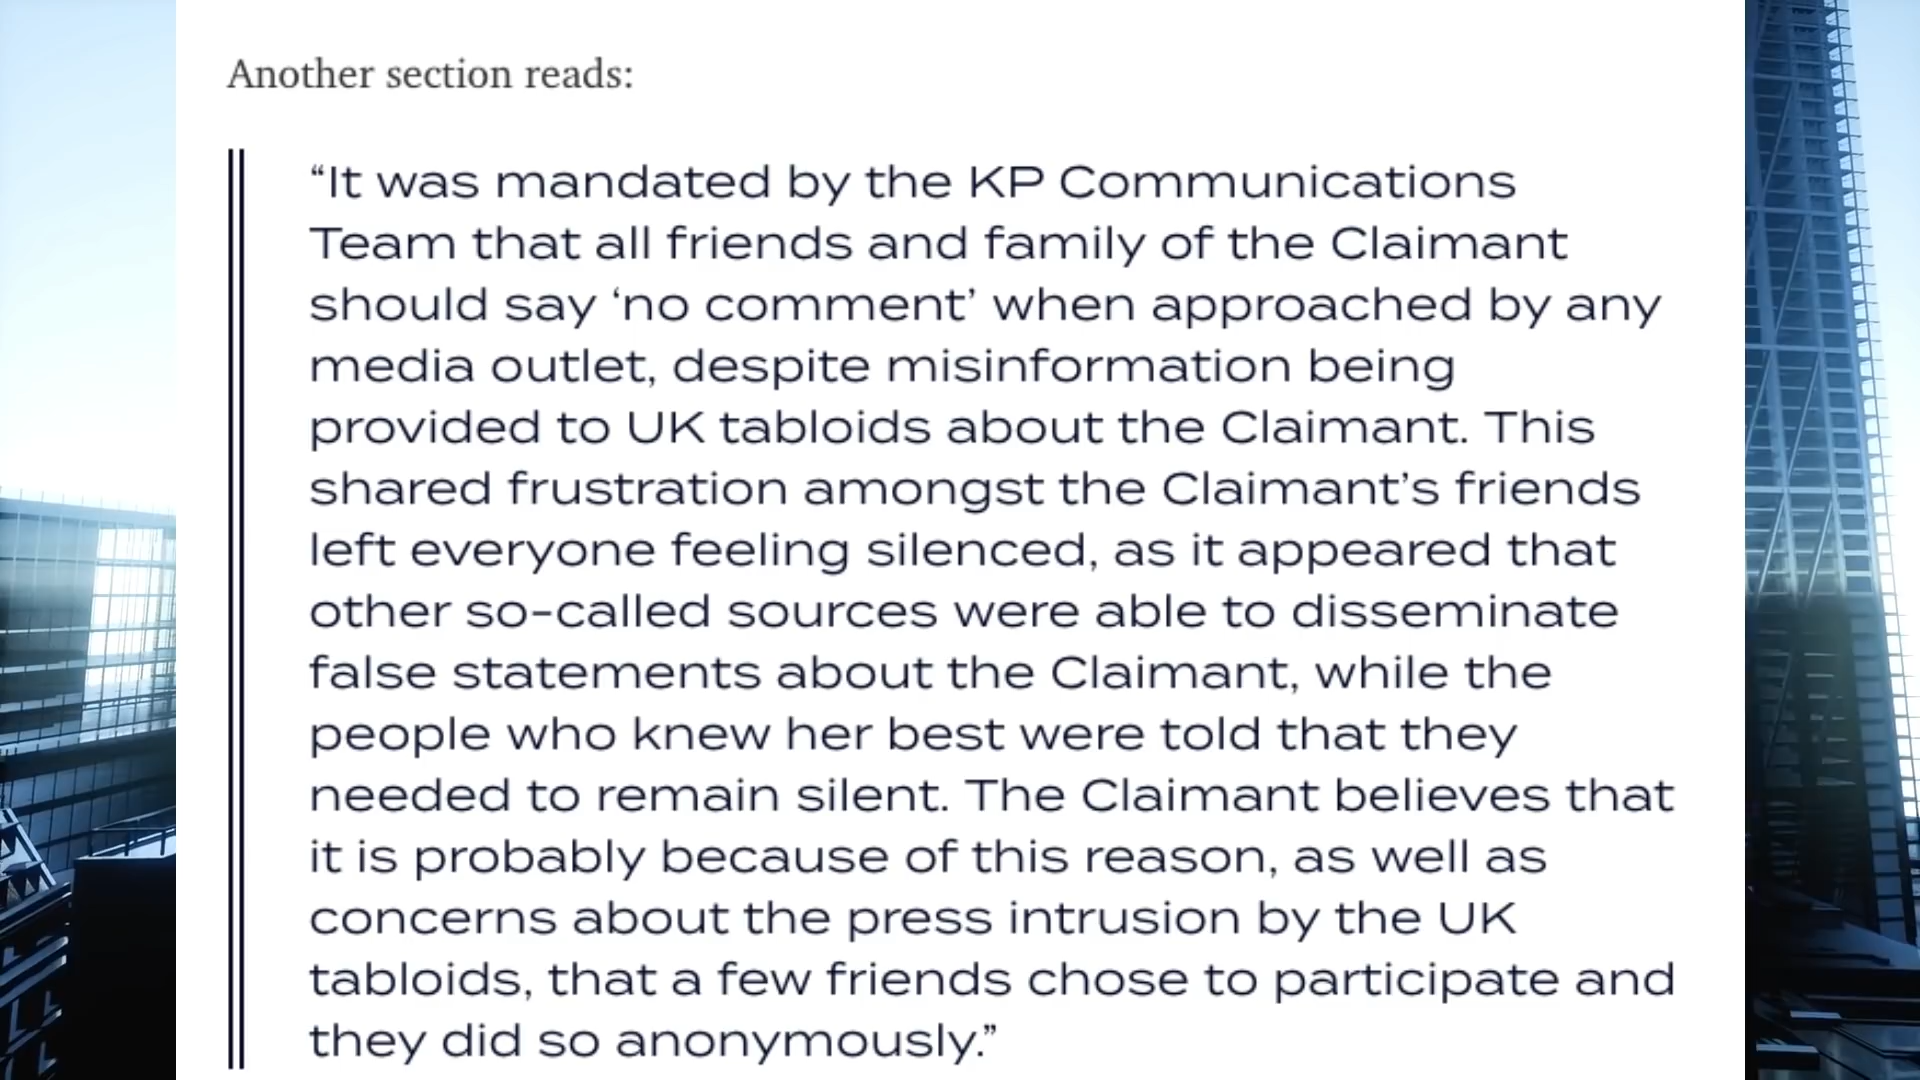 Another section reads:
“It was mandated by the KP Communications
Team that all friends and family of the Claimant
should say ‘no comment’ when approached by any
media outlet, despite misinformation being
provided to UK tabloids about the Claimant. This
shared frustration amongst the Claimant’s friends
left everyone feeling silenced, as it appeared that
other so-called sources were able to disseminate
false statements about the Claimant, while the
people who knew her best were told that they
needed to remain silent. The Claimant believes that
it is probably because of this reason, as well as
concerns about the press intrusion by the UK
tabloids, that a few friends chose to participate and
they did so anonymously.”